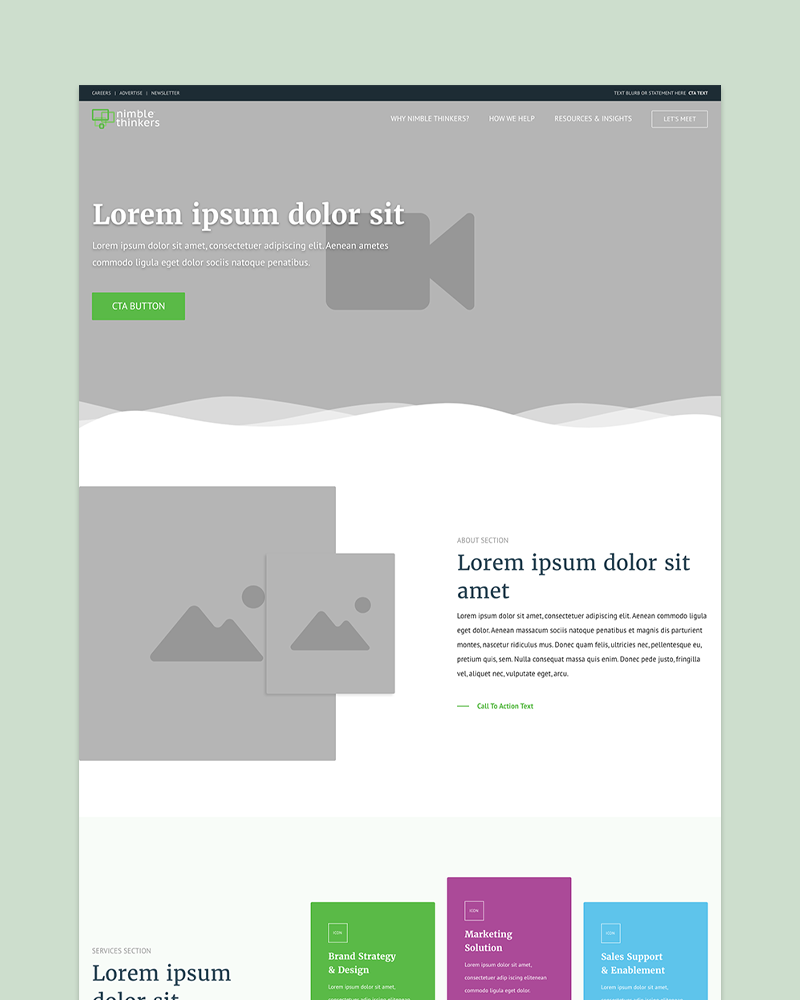 CAREERS | ADVERTISE | NEWSLETTER
TEXT BLURB OR STATEMENT HERE CTA TEXT
nimble
thinkers
WHY NIMBLE THINKERS?
HOW WE HELP
RESOURCES & INSIGHTS
LET'S MEET
Lorem ipsum dolor sit
Lorem ipsum dolor sit amet, consectetuer adipiscing elit. Aenean ametes
commodo ligula eget dolor sociis natoque penatibus.
CTA BUTTON
ABOUT SECTION
Lorem ipsum dolor sit
amet
Lorem ipsum dolor sit amet, consectetuer adipiscing elit. Aenean commodo ligula
eget dolor. Aenean massacum sociis natoque penatibus et magnis dis parturient
montes, nascetur ridiculus mus. Donec quam felis, ultricies nec, pellentesque eu,
pretium quis, sem. Nulla consequat massa quis enim. Donec pede justo, fringilla
vel, aliquet nec, vulputate eget, arcu.
Call To Action Text
SERVICES SECTION
Lorem ipsum
dolor sit
ICON
Brand Strategy
& Design
Lorem ipsum dolor sit amet,
consectetuer adipiscing elitenean
ICON
Marketing
Solution
Lorem ipsum dolor sit amet,
consectetuer adip iscing elitenean
modo ligula eget dolor.
ICON
Sales Support
& Enablement
Lorem ipsum dolor sit amet,